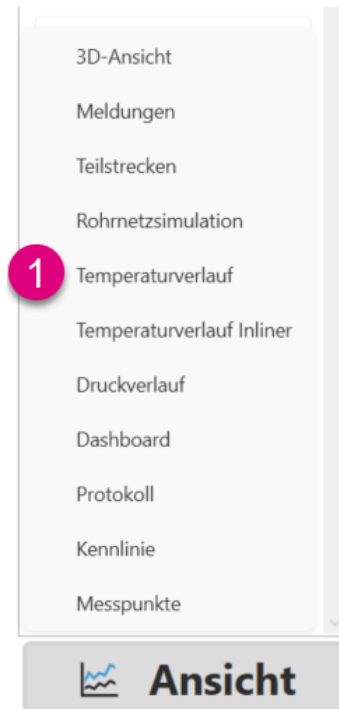 3D-Ansicht
Meldungen
Teilstrecken
Rohrnetzsimulation
1 Temperaturverlauf
Temperaturverlauf Inliner
Druckverlauf
Dashboard
Protokoll
Kennlinie
Messpunkte
Ansicht